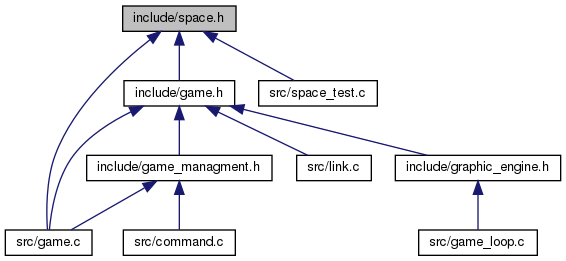 include/space.h
include/game.h
src/space_test.c
include/game_managment.h
src/link.c
include/graphic_engine.h
src/game.c
src/command.c
src/game_loop.c